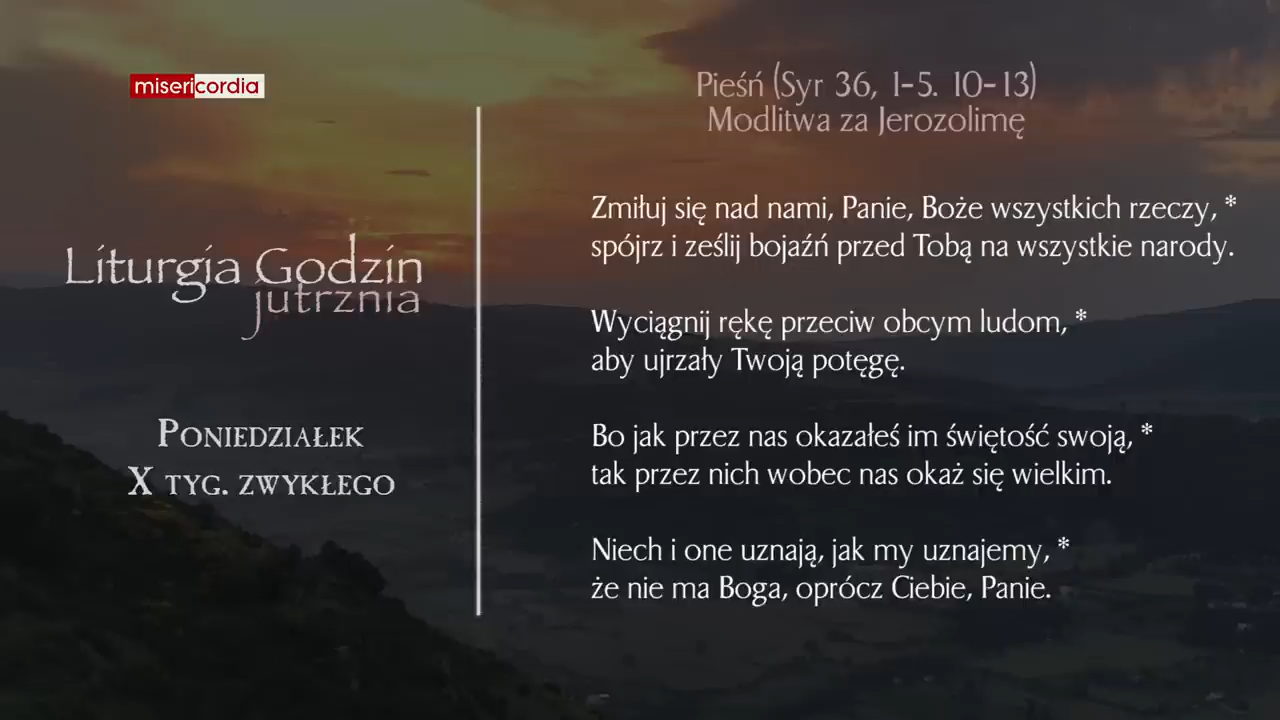 misericordia
Liturgia Godzin
jutrznia
Poniedziałek
X tyg. zwykłego
Pieśń (Syr 36, 1-5. 10-13)
Modlitwa za Jerozolimę
Zmiłuj się nad nami, Panie, Boże wszystkich rzeczy, *
spójrz i ześlij bojaźń przed Tobą na wszystkie narody.
Wyciągnij rękę przeciw obcym ludom, *
aby ujrzały Twoją potęgę.
Bo jak przez nas okazałeś im świętość swoją, *
tak przez nich wobec nas okaż się wielkim.
Niech i one uznają, jak my uznajemy, *
że nie ma Boga, oprócz Ciebie, Panie.